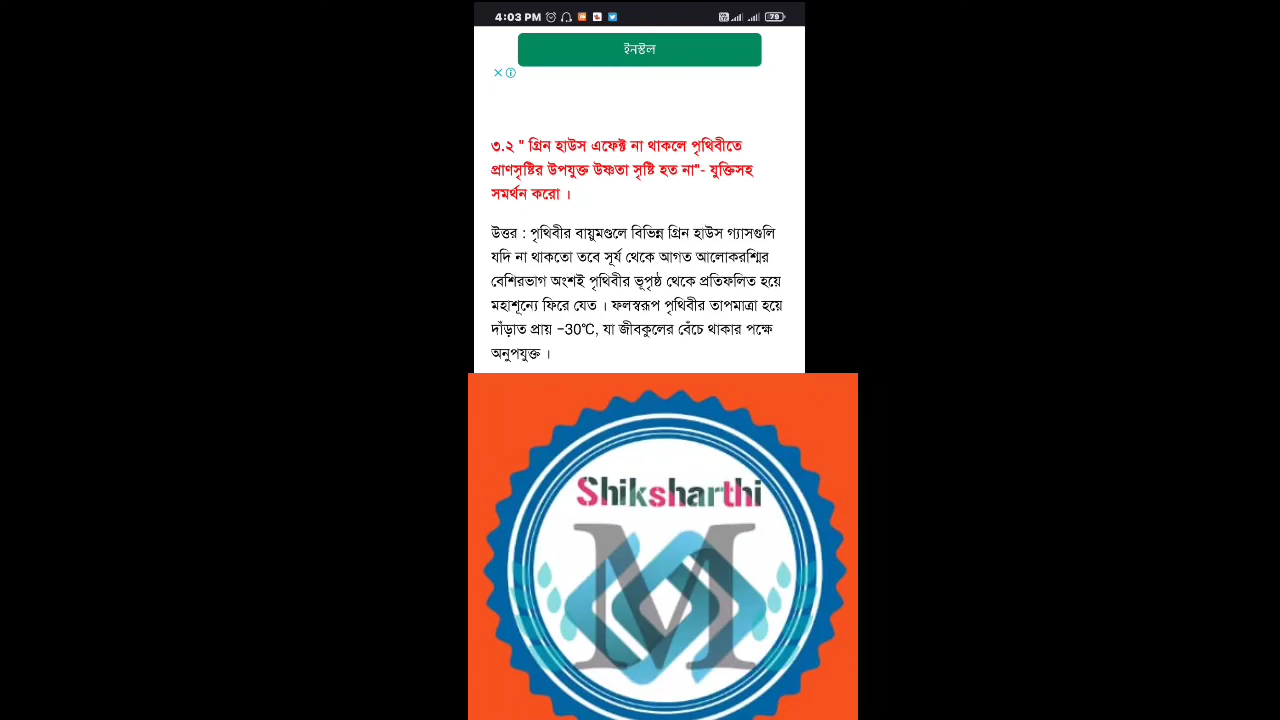 4:03 PM
79
ইনস্টল
৩.২ " গ্রিন হাউস এফেক্ট না থাকলে পৃথিবীতে
প্রাণসৃষ্টির উপযুক্ত উষ্ণতা সৃষ্টি হত না"- যুক্তিসহ
সমর্থন করো ।
উত্তর : পৃথিবীর বায়ুমণ্ডলে বিভিন্ন গ্রিন হাউস গ্যাসগুলি
যদি না থাকতো তবে সূর্য থেকে আগত আলোকরশ্মির
বেশিরভাগ অংশই পৃথিবীর ভূপৃষ্ঠ থেকে প্রতিফলিত হয়ে
মহাশূন্যে ফিরে যেত । ফলস্বরূপ পৃথিবীর তাপমাত্রা হয়ে
দাঁড়াত প্রায় −30℃, যা জীবকুলের বেঁচে থাকার পক্ষে
অনুপযুক্ত ।
Shiksharthi
M